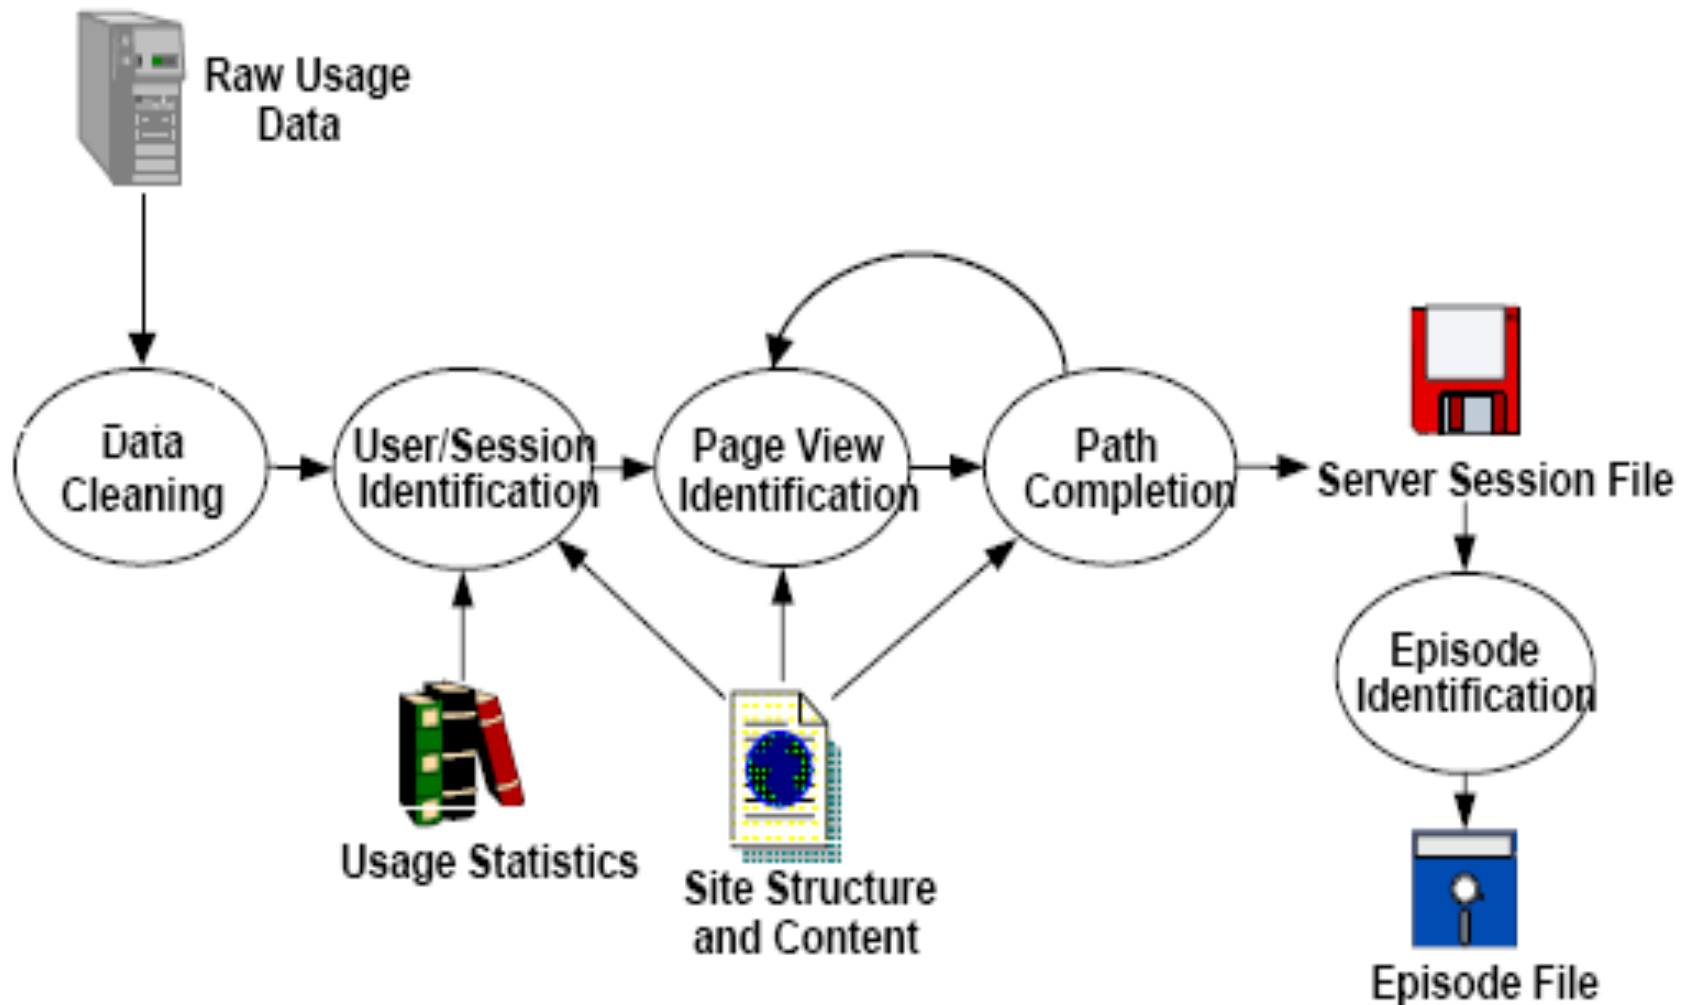 Raw Usage
Data
Data
Cleaning
User/Session
Identification
Page View
Identification
Path
Completion
Server Session File
Episode
Identification
Usage Statistics
Site Structure
and Content
Episode File